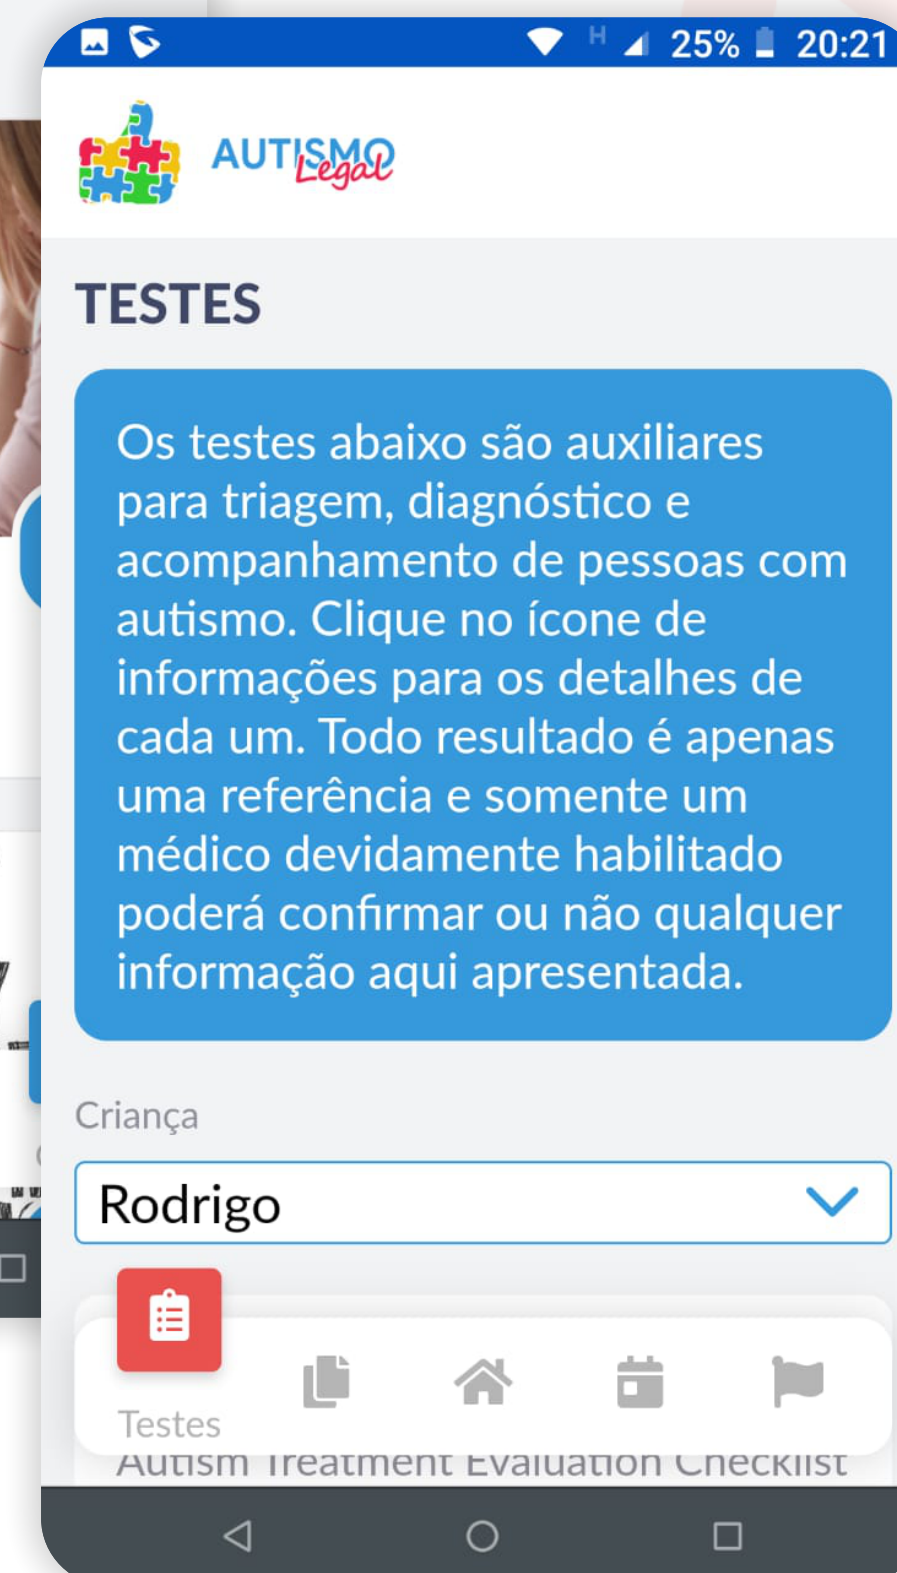 H 25% 20:21
AUTISMO
Legal
TESTES
Os testes abaixo são auxiliares
para triagem, diagnóstico e
acompanhamento de pessoas com
autismo. Clique no ícone de
informações para os detalhes de
cada um. Todo resultado é apenas
uma referência e somente um
médico devidamente habilitado
poderá confirmar ou não qualquer
informação aqui apresentada.
Criança
Rodrigo
Testes
Autism Treatment Evaluation Checklist